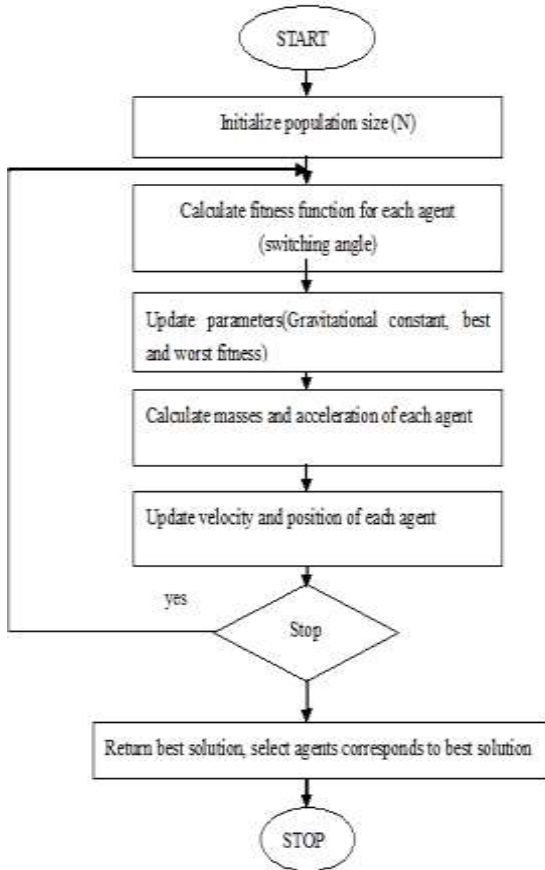 START
Initialize population size (N)
Calculate fitness function for each agent
(switching angle)
Update parameters(Gravitational constant, best
and worst fitness)
Calculate masses and acceleration of each agent
Update velocity and position of each agent
yes
Stop
Return best solution, select agents corresponds to best solution
STOP